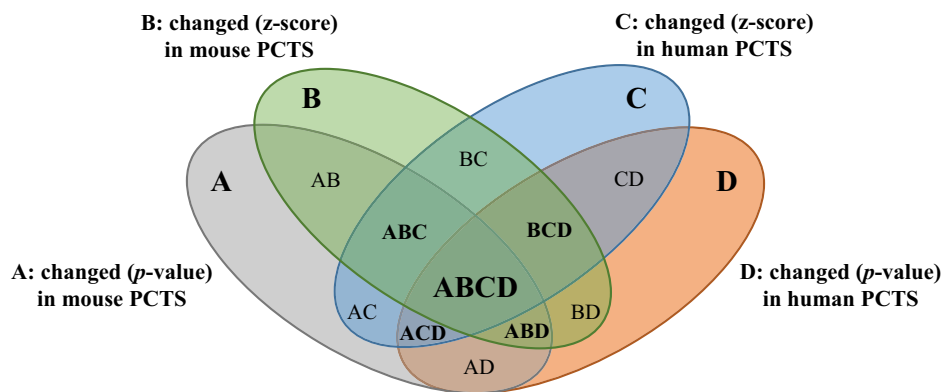 B: changed (z-score)
in mouse PCTS
C: changed (z-score)
in human PCTS
B
C
BC
AB
CD
A
D
ABC
BCD
A: changed (p-value)
in mouse PCTS
D: changed (p-value)
in human PCTS
ABCD
AC
BD
ACD
ABD
AD